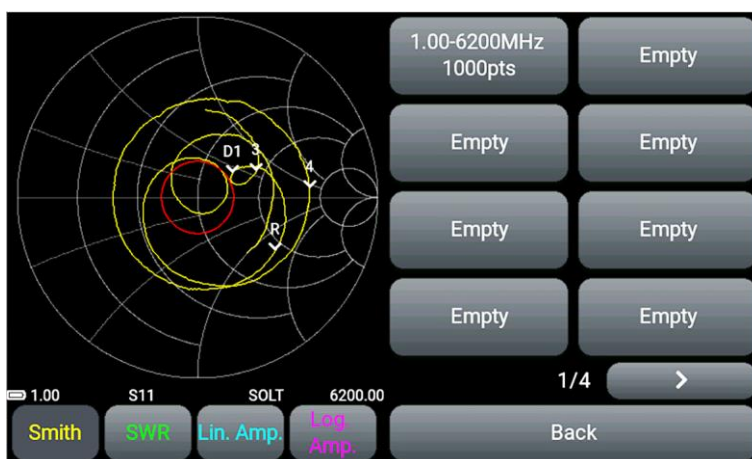 1.00-6200MHz
1000pts
Empty
D1
3
4
R
Empty
Empty
Empty
Empty
Empty
Empty
1/4
>
1.00
S11
SOLT
6200.00
Smith
SWR
Lin. Amp.
Log.
Amp.
Back